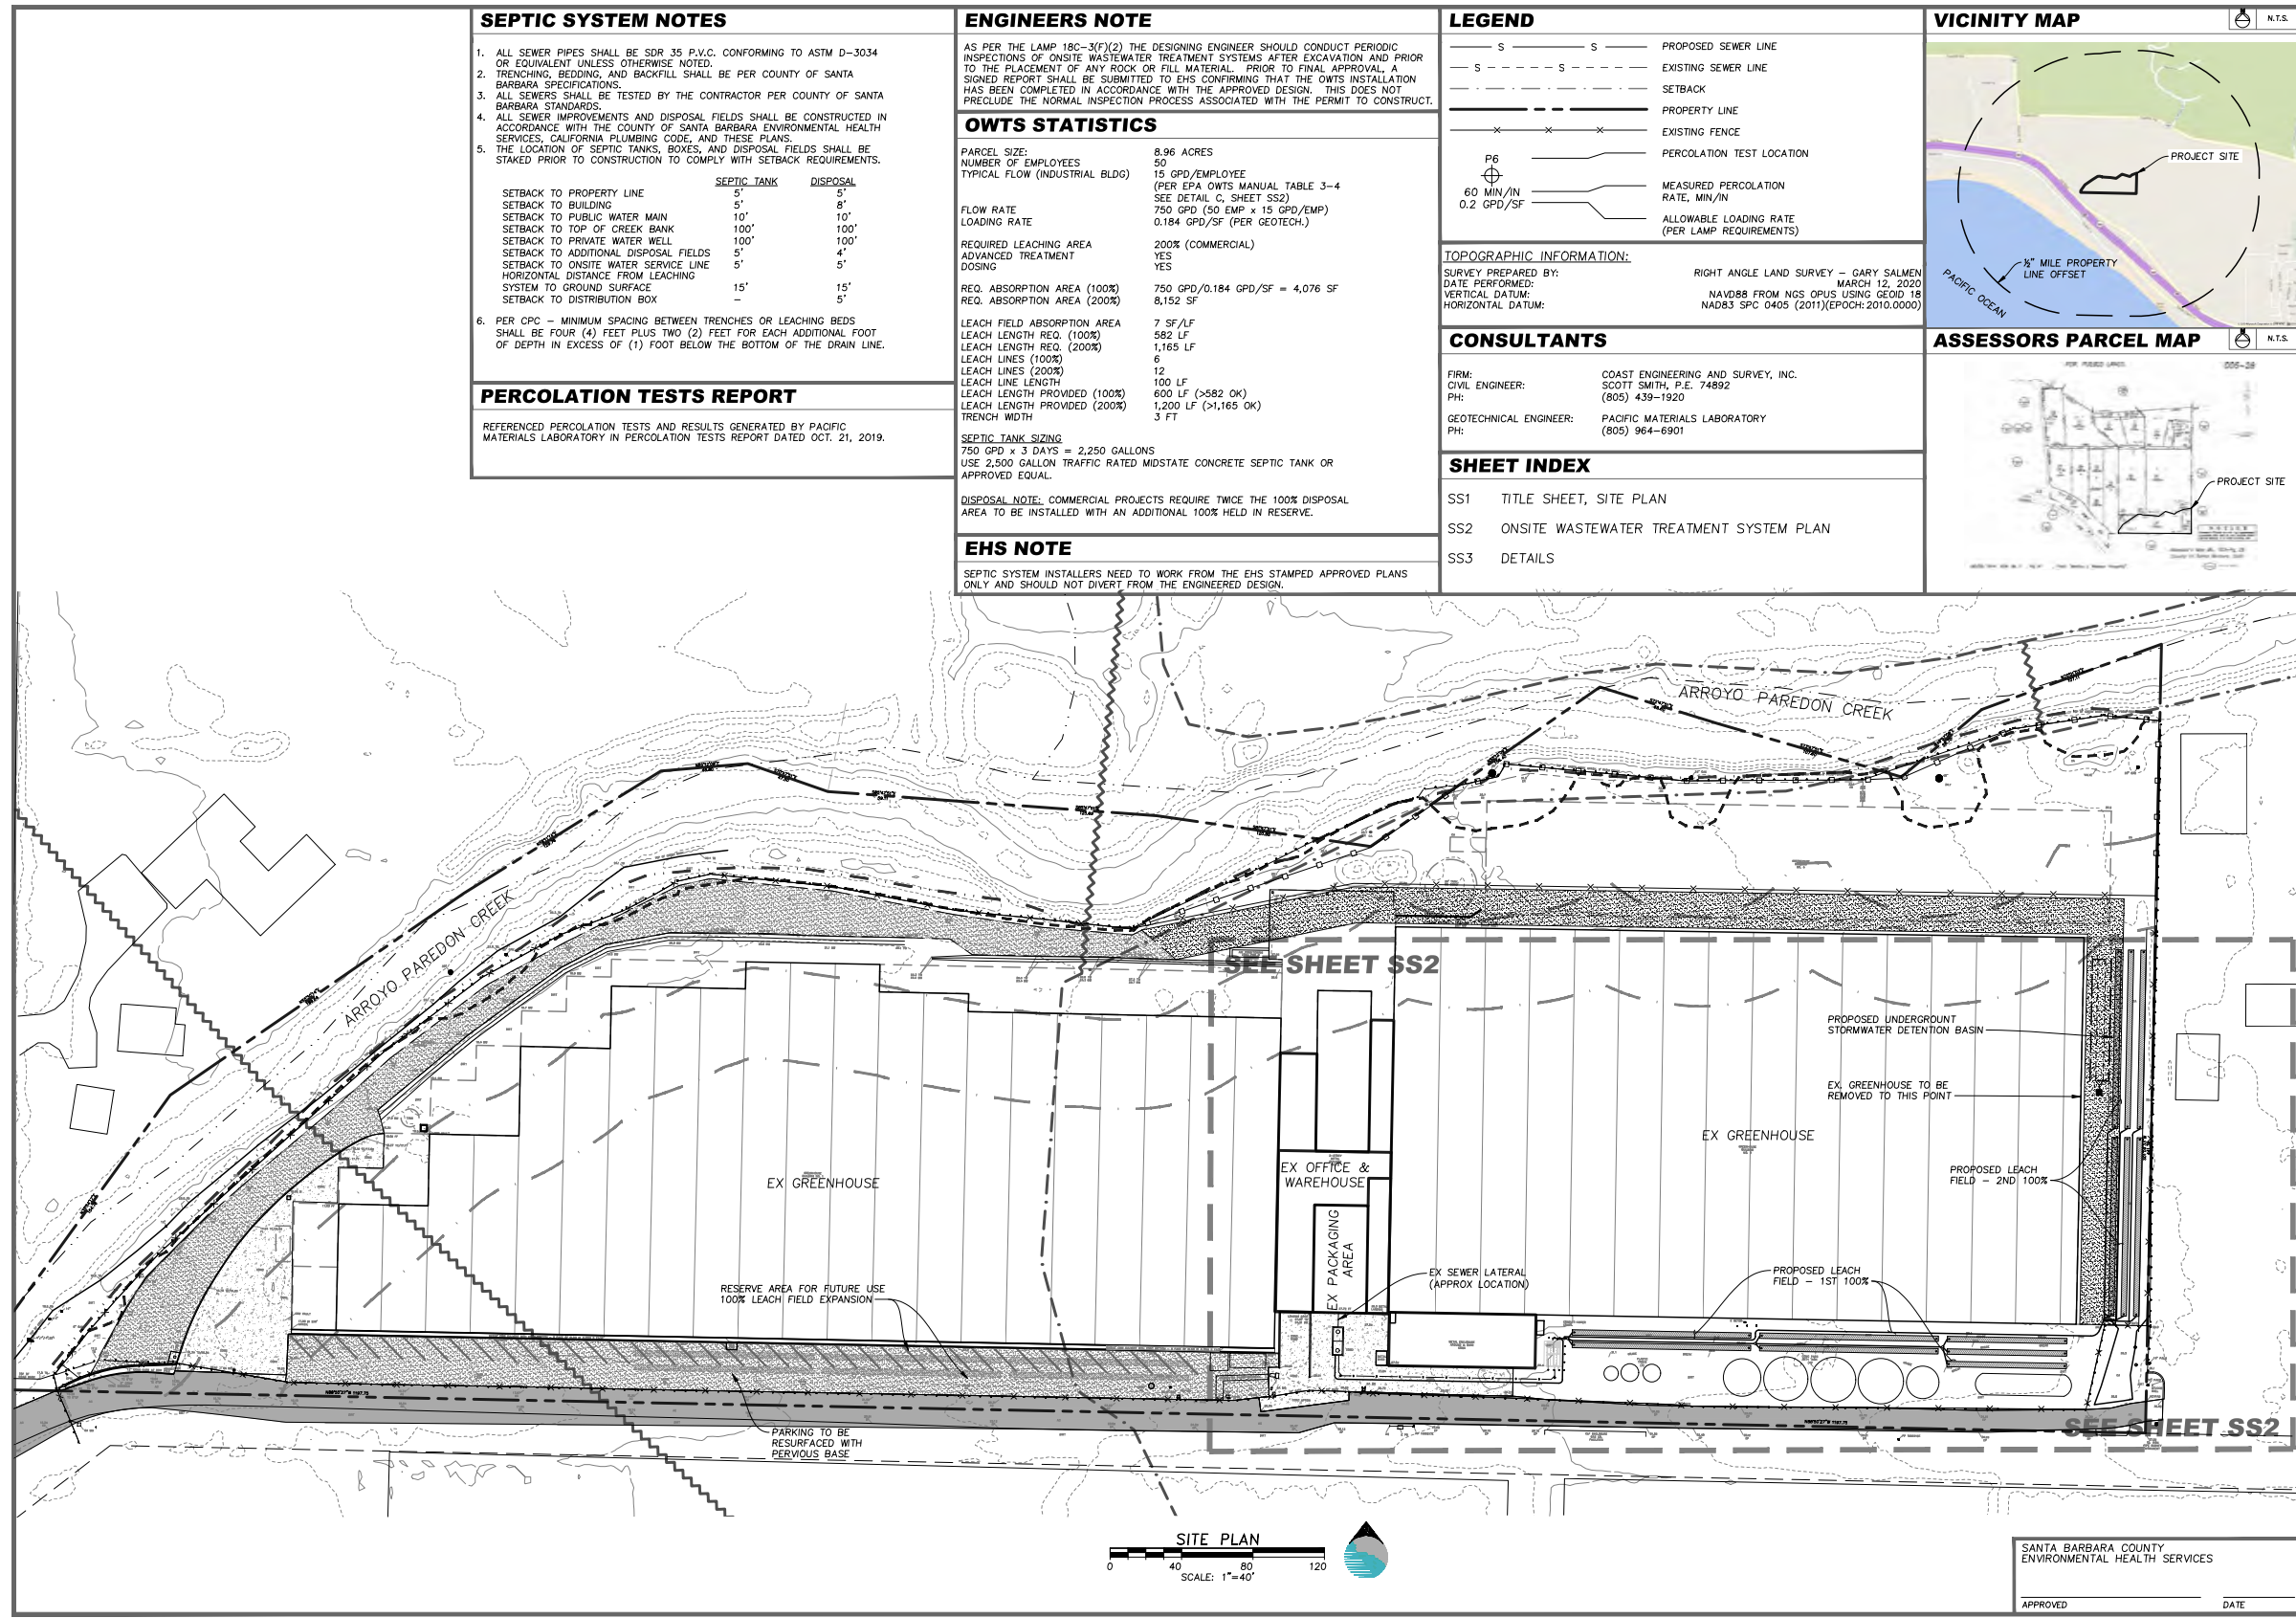 SEPTIC SYSTEM NOTES
1. ALL SEWER PIPES SHALL BE SDR 35 P.V.C. CONFORMING TO ASTM D-3034
OR EQUIVALENT UNLESS OTHERWISE NOTED.
2. TRENCHING, BEDDING, AND BACKFILL SHALL BE PER COUNTY OF SANTA
BARBARA SPECIFICATIONS.
3. ALL SEWERS SHALL BE TESTED BY THE CONTRACTOR PER COUNTY OF SANTA
BARBARA STANDARDS.
4. ALL SEWER IMPROVEMENTS AND DISPOSAL FIELDS SHALL BE CONSTRUCTED IN
ACCORDANCE WITH THE COUNTY OF SANTA BARBARA ENVIRONMENTAL HEALTH
SERVICES, CALIFORNIA PLUMBING CODE, AND THESE PLANS.
5. THE LOCATION OF SEPTIC TANKS, BOXES, AND DISPOSAL FIELDS SHALL BE
STAKED PRIOR TO CONSTRUCTION TO COMPLY WITH SETBACK REQUIREMENTS.
SEPTIC TANK DISPOSAL
SETBACK TO PROPERTY LINE 5' 5'
SETBACK TO BUILDING 5' 8'
SETBACK TO PUBLIC WATER MAIN 10' 10'
SETBACK TO TOP OF CREEK BANK 100' 100'
SETBACK TO PRIVATE WATER WELL 100' 100'
SETBACK TO ADDITIONAL DISPOSAL FIELDS 5' 4'
SETBACK TO ONSITE WATER SERVICE LINE 5' 5'
HORIZONTAL DISTANCE FROM LEACHING
SYSTEM TO GROUND SURFACE 15' 15'
SETBACK TO DISTRIBUTION BOX - 5'
6. PER CPC - MINIMUM SPACING BETWEEN TRENCHES OR LEACHING BEDS
SHALL BE FOUR (4) FEET PLUS TWO (2) FEET FOR EACH ADDITIONAL FOOT
OF DEPTH IN EXCESS OF (1) FOOT BELOW THE BOTTOM OF THE DRAIN LINE.
PERCOLATION TESTS REPORT
REFERENCED PERCOLATION TESTS AND RESULTS GENERATED BY PACIFIC
MATERIALS LABORATORY IN PERCOLATION TESTS REPORT DATED OCT. 21, 2019.
ENGINEERS NOTE
AS PER THE LAMP 18C-3(F)(2) THE DESIGNING ENGINEER SHOULD CONDUCT PERIODIC
INSPECTIONS OF ONSITE WASTEWATER TREATMENT SYSTEMS AFTER EXCAVATION AND PRIOR
TO THE PLACEMENT OF ANY ROCK OR FILL MATERIAL. PRIOR TO FINAL APPROVAL, A
SIGNED REPORT SHALL BE SUBMITTED TO EHS CONFIRMING THAT THE OWTS INSTALLATION
HAS BEEN COMPLETED IN ACCORDANCE WITH THE APPROVED DESIGN. THIS DOES NOT
PRECLUDE THE NORMAL INSPECTION PROCESS ASSOCIATED WITH THE PERMIT TO CONSTRUCT.
OWTS STATISTICS
PARCEL SIZE: 8.96 ACRES
NUMBER OF EMPLOYEES 50
TYPICAL FLOW (INDUSTRIAL BLDG) 15 GPD/EMPLOYEE
(PER EPA OWTS MANUAL TABLE 3-4
SEE DETAIL C, SHEET SS2)
FLOW RATE 750 GPD (50 EMP x 15 GPD/EMP)
LOADING RATE 0.184 GPD/SF (PER GEOTECH.)
REQUIRED LEACHING AREA 200% (COMMERCIAL)
ADVANCED TREATMENT YES
DOSING YES
REQ. ABSORPTION AREA (100%) 750 GPD/0.184 GPD/SF = 4,076 SF
REQ. ABSORPTION AREA (200%) 8,152 SF
LEACH FIELD ABSORPTION AREA 7 SF/LF
LEACH LENGTH REQ. (100%) 582 LF
LEACH LENGTH REQ. (200%) 1,165 LF
LEACH LINES (100%) 6
LEACH LINES (200%) 12
LEACH LINE LENGTH 100 LF
LEACH LENGTH PROVIDED (100%) 600 LF (>582 OK)
LEACH LENGTH PROVIDED (200%) 1,200 LF (>1,165 OK)
TRENCH WIDTH 3 FT
SEPTIC TANK SIZING
750 GPD x 3 DAYS = 2,250 GALLONS
USE 2,500 GALLON TRAFFIC RATED MIDSTATE CONCRETE SEPTIC TANK OR
APPROVED EQUAL.
DISPOSAL NOTE: COMMERCIAL PROJECTS REQUIRE TWICE THE 100% DISPOSAL
AREA TO BE INSTALLED WITH AN ADDITIONAL 100% HELD IN RESERVE.
EHS NOTE
SEPTIC SYSTEM INSTALLERS NEED TO WORK FROM THE EHS STAMPED APPROVED PLANS
ONLY AND SHOULD NOT DIVERT FROM THE ENGINEERED DESIGN.
LEGEND
S S PROPOSED SEWER LINE
S S EXISTING SEWER LINE
SETBACK
PROPERTY LINE
EXISTING FENCE
P6 PERCOLATION TEST LOCATION
60 MIN/IN MEASURED PERCOLATION
RATE, MIN/IN
0.2 GPD/SF ALLOWABLE LOADING RATE
(PER LAMP REQUIREMENTS)
TOPOGRAPHIC INFORMATION:
SURVEY PREPARED BY: RIGHT ANGLE LAND SURVEY - GARY SALMEN
DATE PERFORMED: MARCH 12, 2020
VERTICAL DATUM: NAVD88 FROM NGS OPUS USING GEOID 18
HORIZONTAL DATUM: NAD83 SPC 0405 (2011)(EPOCH:2010.0000)
CONSULTANTS
FIRM: COAST ENGINEERING AND SURVEY, INC.
CIVIL ENGINEER: SCOTT SMITH, P.E. 74892
PH: (805) 439-1920
GEOTECHNICAL ENGINEER: PACIFIC MATERIALS LABORATORY
PH: (805) 964-6901
SHEET INDEX
SS1 TITLE SHEET, SITE PLAN
SS2 ONSITE WASTEWATER TREATMENT SYSTEM PLAN
SS3 DETAILS
VICINITY MAP
N.T.S.
PROJECT SITE
½" MILE PROPERTY
LINE OFFSET
PACIFIC OCEAN
ASSESSORS PARCEL MAP
N.T.S.
PROJECT SITE
ARROYO PAREDON CREEK
ARROYO PAREDON CREEK
SEE SHEET SS2
PROPOSED UNDERGROUNT
STORMWATER DETENTION BASIN
EX. GREENHOUSE TO BE
REMOVED TO THIS POINT
EX GREENHOUSE
EX OFFICE &
WAREHOUSE
EX GREENHOUSE
PROPOSED LEACH
FIELD - 2ND 100%
EX PACKAGING
AREA
EX SEWER LATERAL
(APPROX LOCATION)
PROPOSED LEACH
FIELD - 1ST 100%
RESERVE AREA FOR FUTURE USE
100% LEACH FIELD EXPANSION
PARKING TO BE
RESURFACED WITH
PERVIOUS BASE
SEE SHEET SS2
SITE PLAN
0 40 80 120
SCALE: 1"=40'
SANTA BARBARA COUNTY
ENVIRONMENTAL HEALTH SERVICES
APPROVED DATE